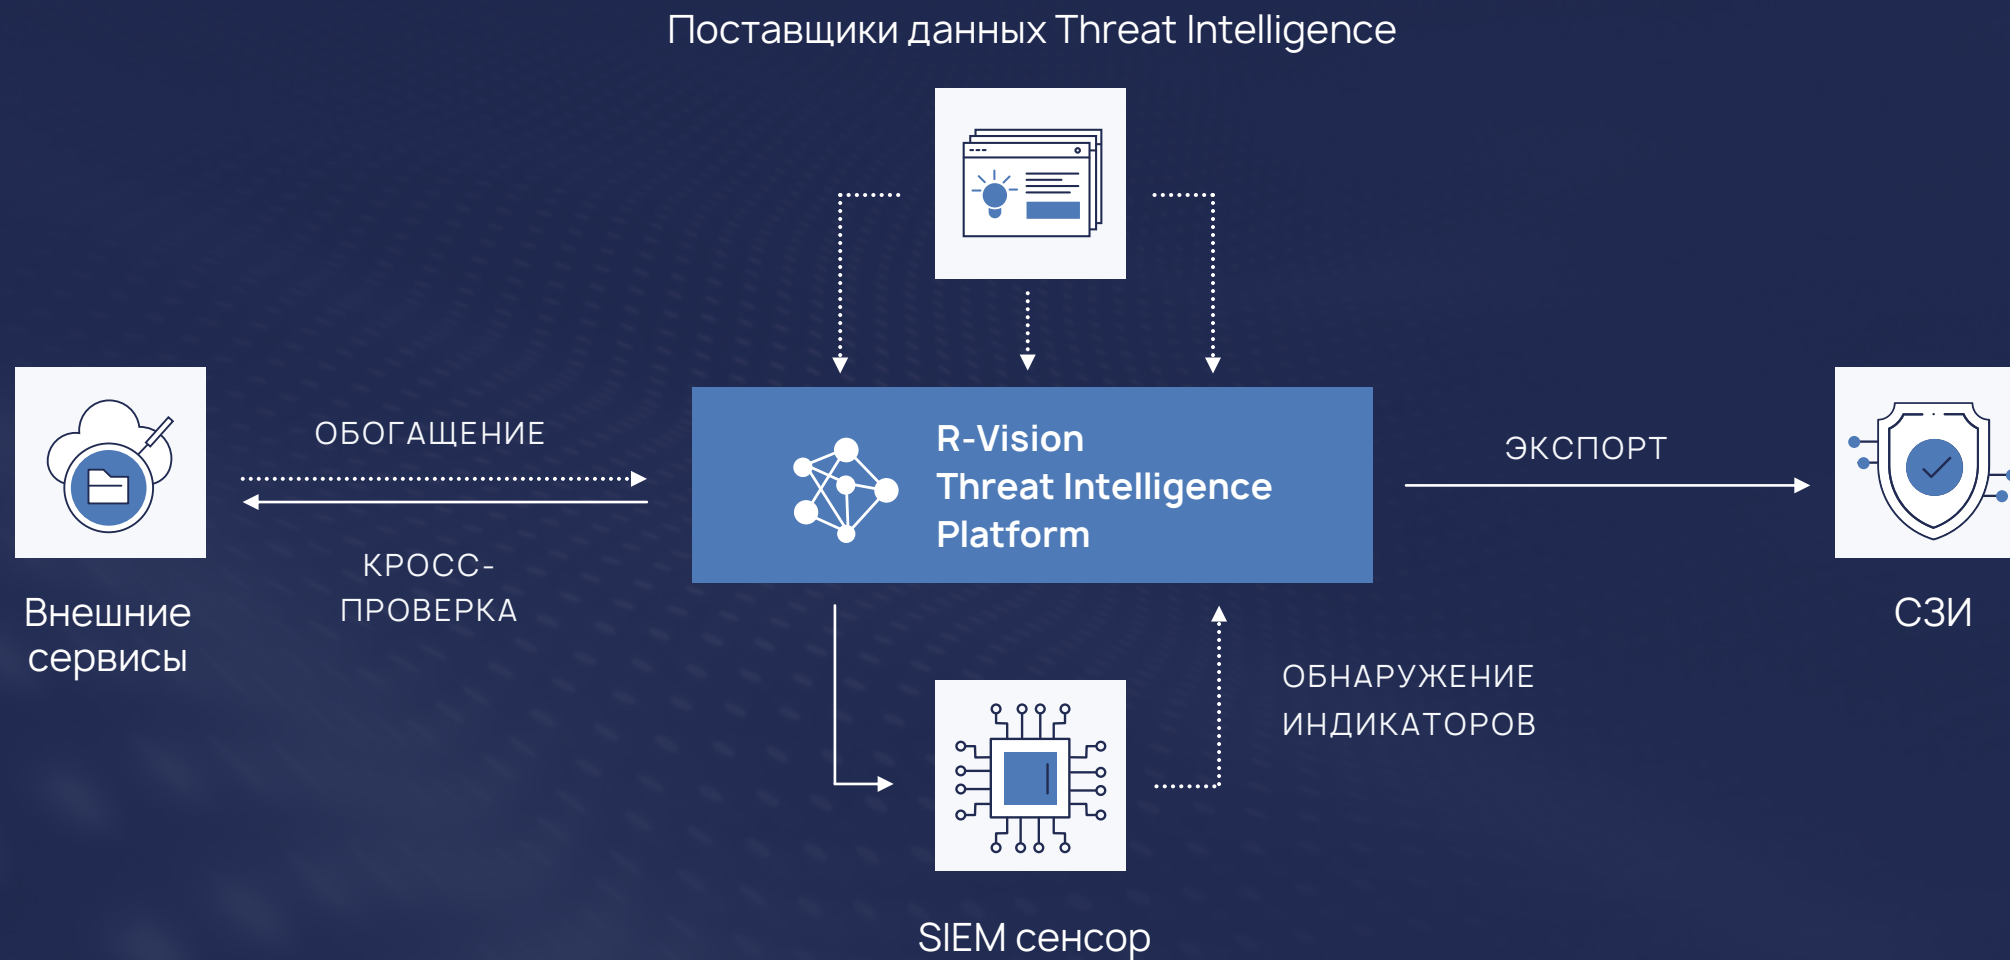 Поставщики данных Threat Intelligence
ОБОГАЩЕНИЕ
КРОСС-
ПРОВЕРКА
Внешние
сервисы
R-Vision
Threat Intelligence
Platform
ЭКСПОРТ
СЗИ
ОБНАРУЖЕНИЕ
ИНДИКАТОРОВ
SIEM сенсор